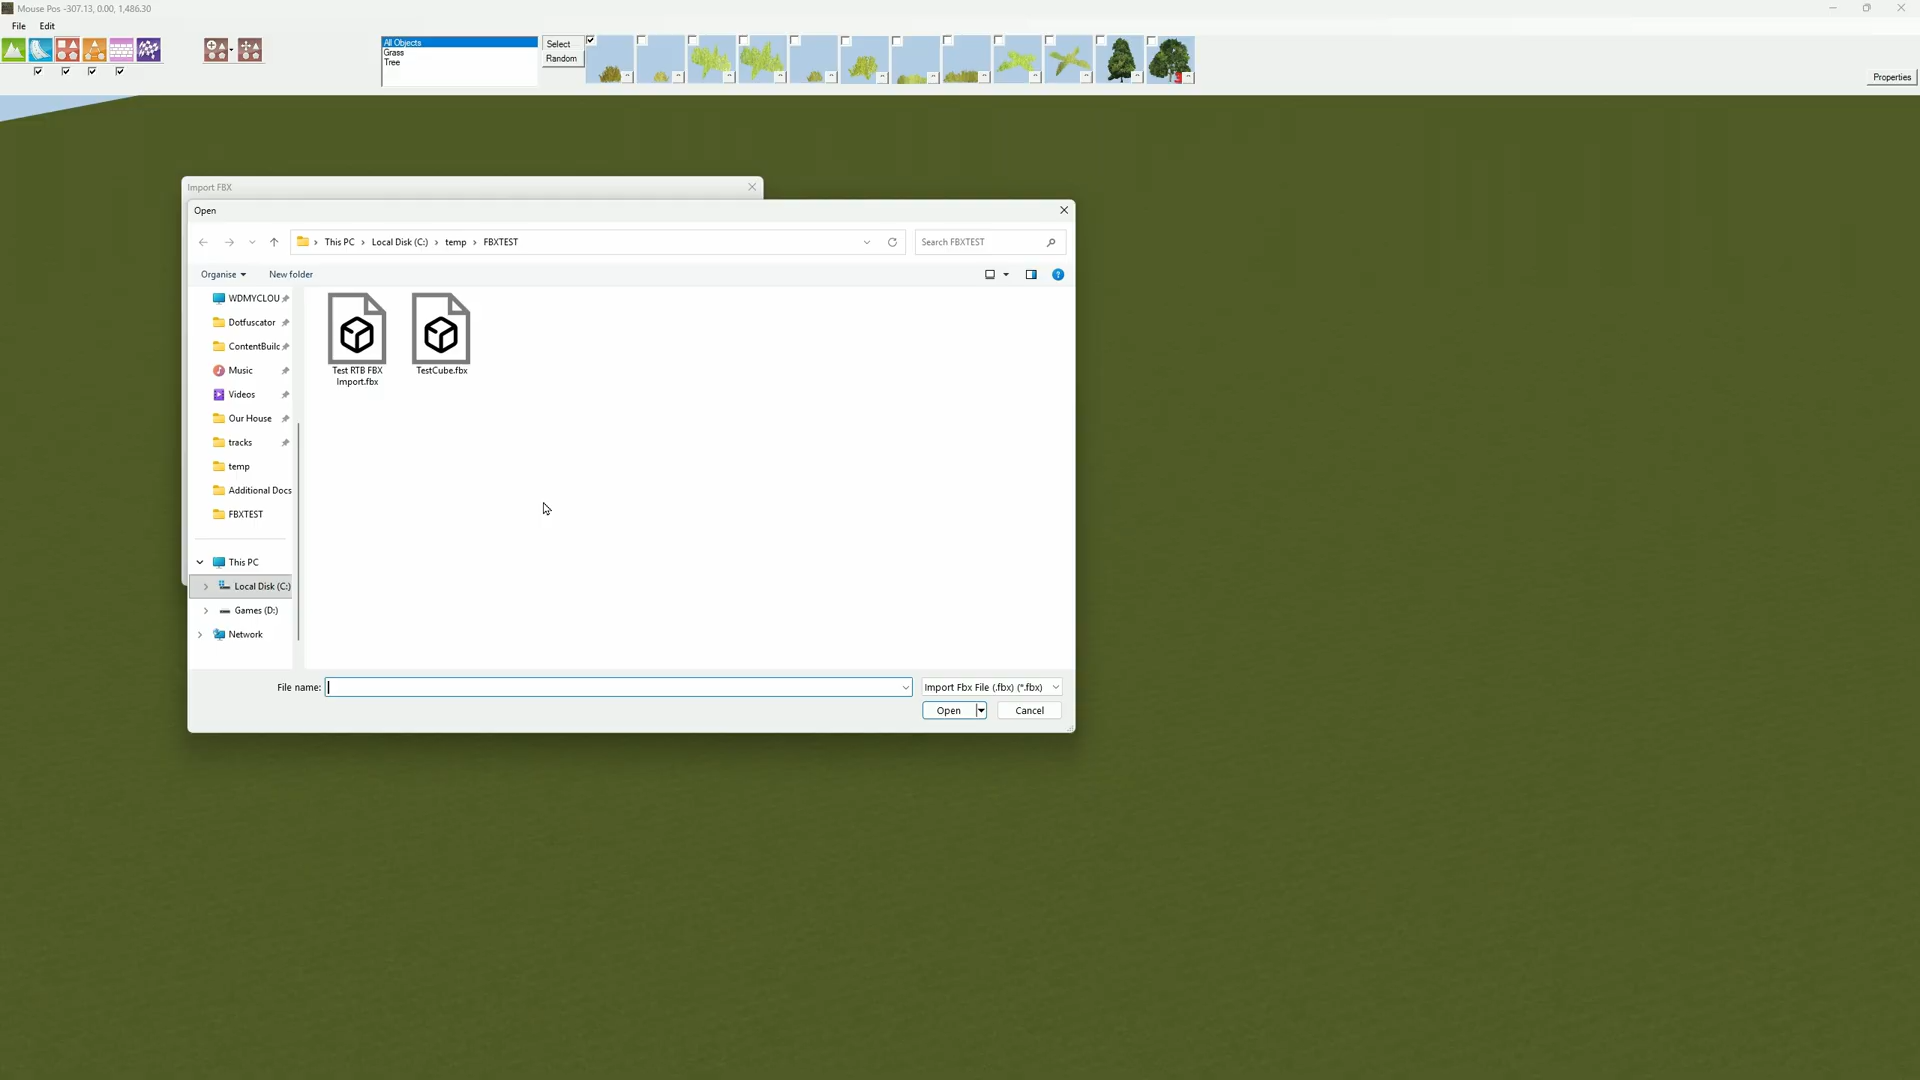 Mouse Pos -307.13, 0.00, 1,486.30
File Edit
All Objects
Grass
Tree
Select
Random
Properties
Import FBX
Open
This PC > Local Disk (C:) > temp > FBXTEST
Search FBXTEST
Organise New folder
WDMYCLOU
Dotfuscator
ContentBuilc
Music
Videos
Our House
tracks
temp
Additional Docs
FBXTEST
This PC
Local Disk (C:)
Games (D:)
Network
Test RTB FBX
Import.fbx
TestCube.fbx
File name:
Import Fbx File (.fbx) (*.fbx)
Open
Cancel